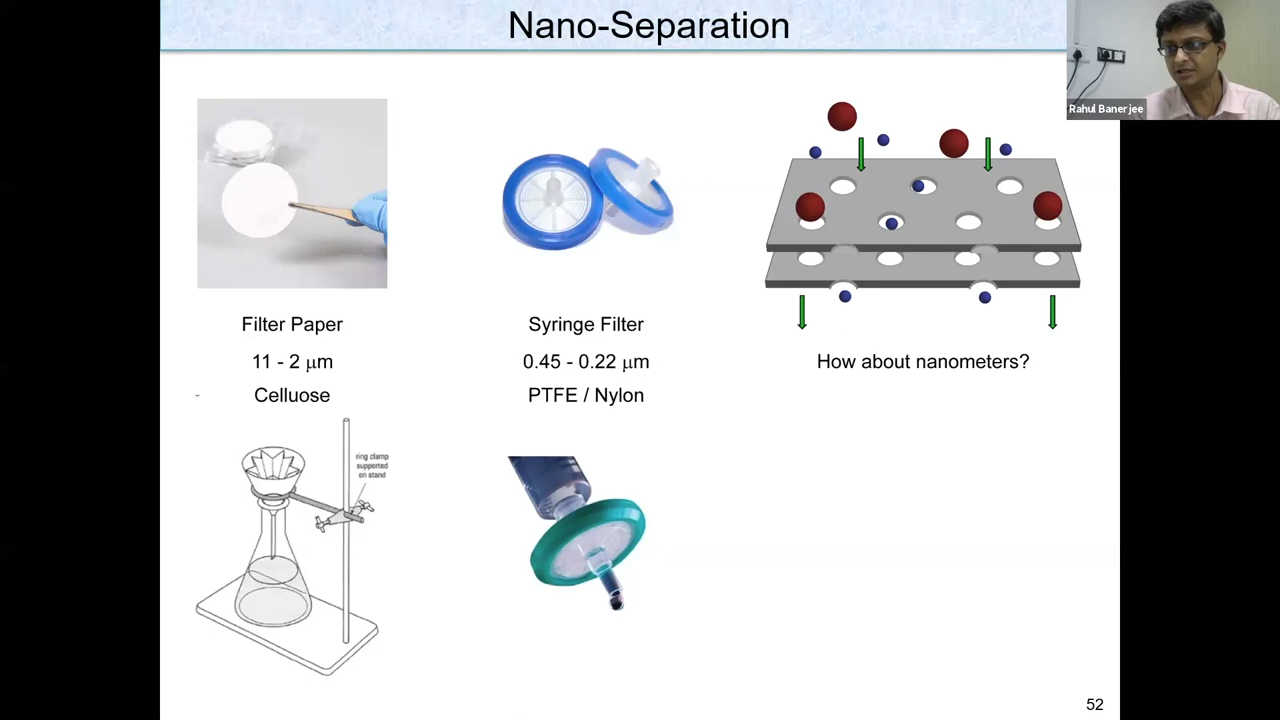 Nano-Separation
Rahul Banerjee
Filter Paper
11 - 2 μm
Celluose
Syringe Filter
0.45 - 0.22 μm
PTFE / Nylon
How about nanometers?
ring clamp
supported
on stand
52